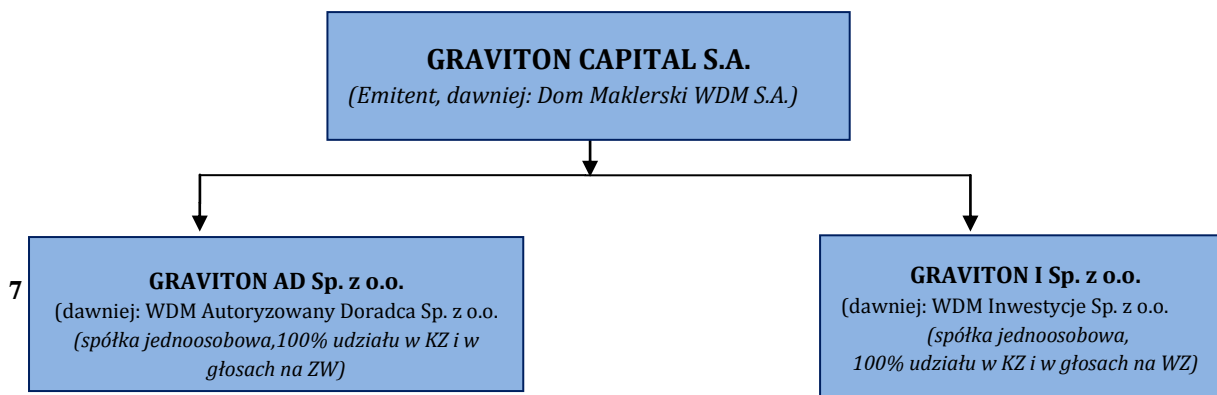 GRAVITON CAPITAL S.A.
(Emitent, dawniej: Dom Maklerski WDM S.A.)
7
GRAVITON AD Sp. z o.o.
(dawniej: WDM Autoryzowany Doradca Sp. z o.o.
(spółka jednoosobowa,100% udziału w KZ i w
głosach na ZW)
GRAVITON I Sp. z o.o.
(dawniej: WDM Inwestycje Sp. z o.o.
(spółka jednoosobowa,
100% udziału w KZ i w głosach na WZ)